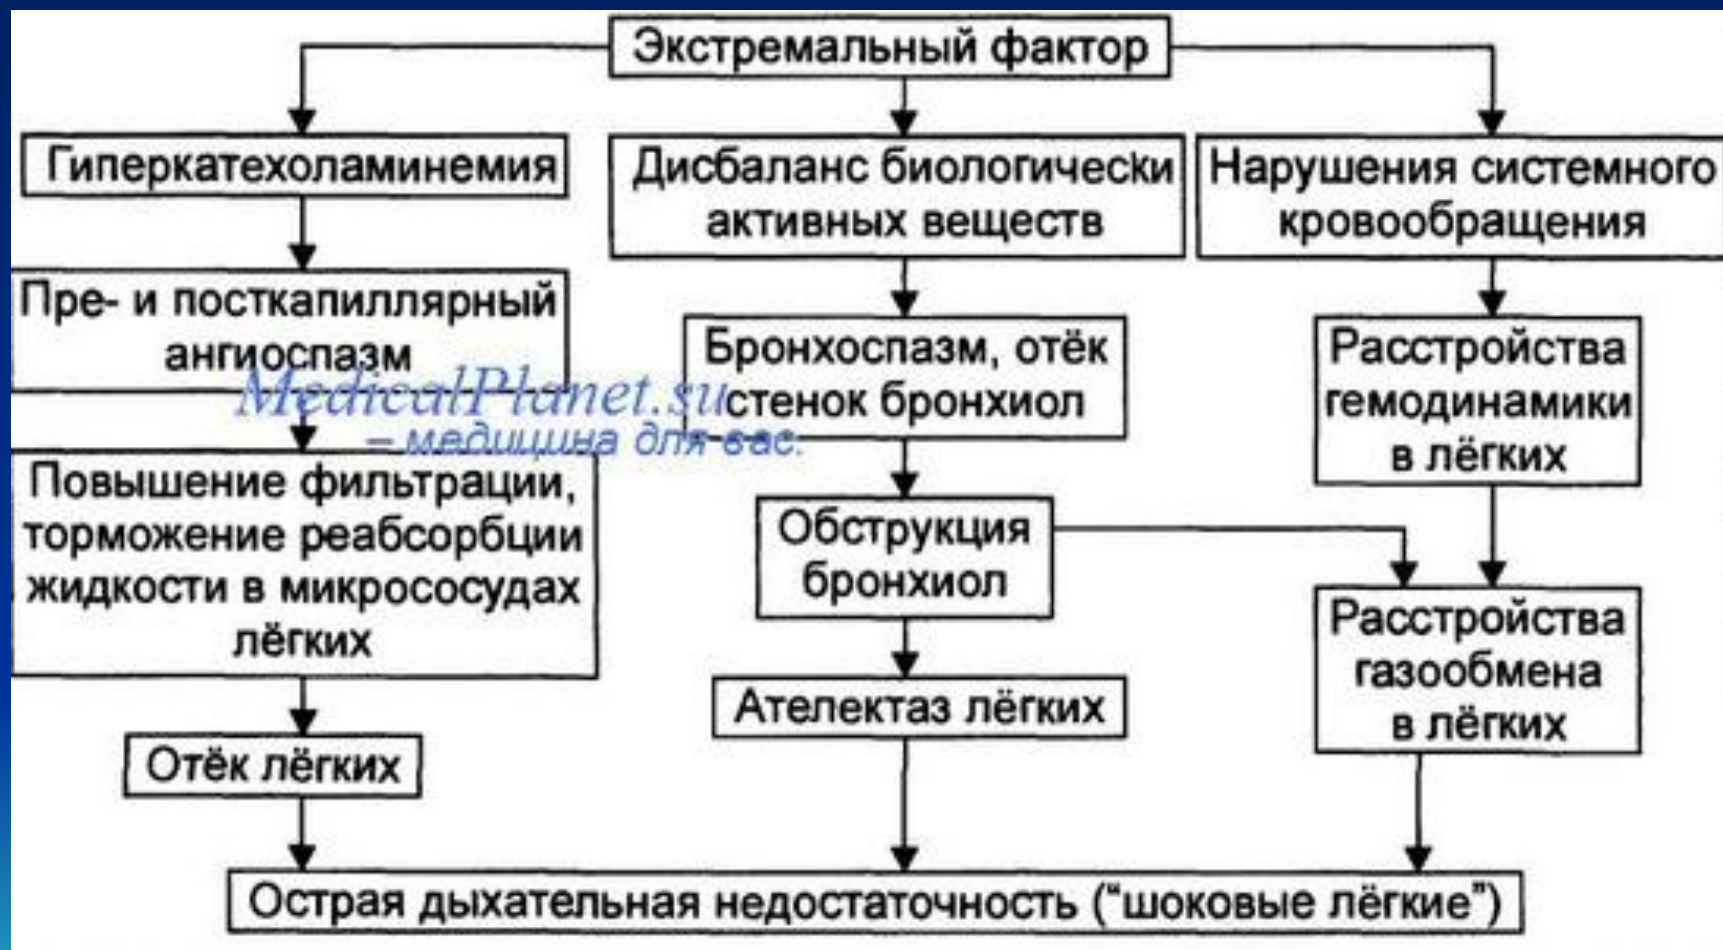 Экстремальный фактор
Гиперкатехоламинемия
Дисбаланс биологически
активных веществ
Нарушения системного
кровообращения
Пре- и посткапиллярный
ангиоспазм
Бронхоспазм, отёк
стенок бронхиол
Расстройства
гемодинамики
в лёгких
MedicalPlanet.su
– медицина для вас.
Повышение фильтрации,
торможение реабсорбции
жидкости в микрососудах
лёгких
Обструкция
бронхиол
Расстройства
газообмена
в лёгких
Ателектаз лёгких
Отёк лёгких
Острая дыхательная недостаточность (“шоковые лёгкие”)